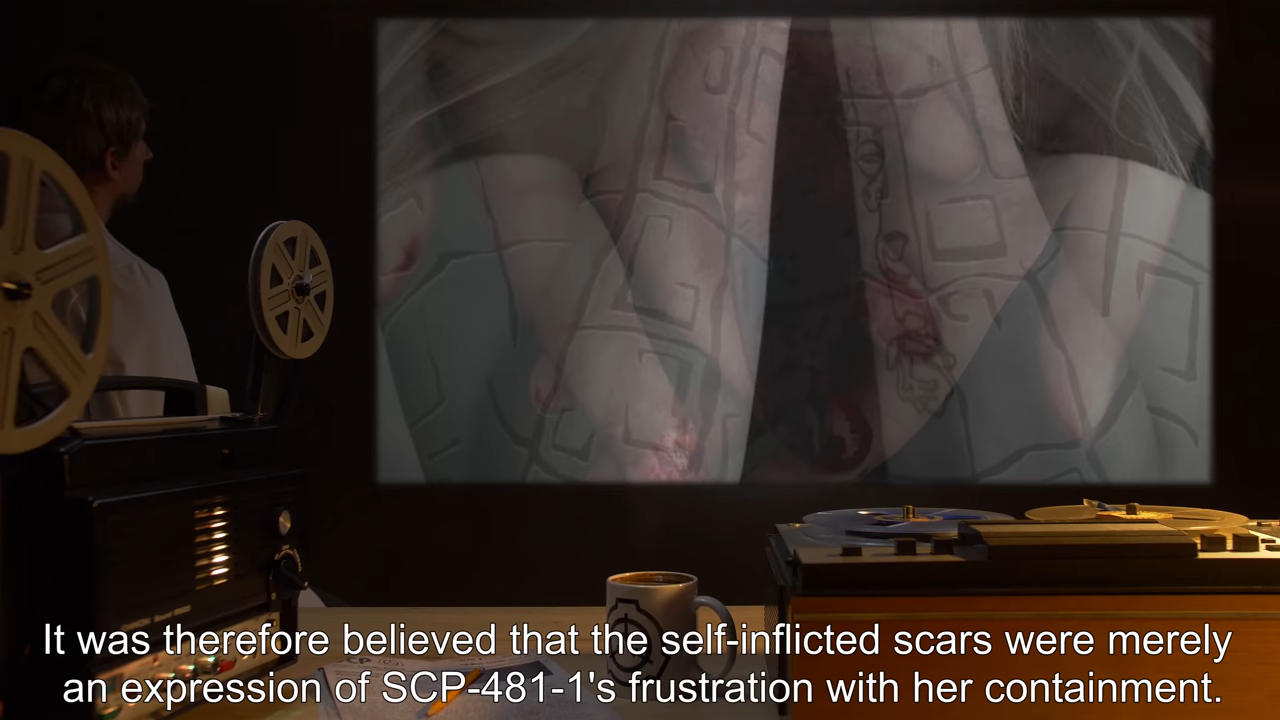 It was therefore believed that the self-inflicted scars were merely
an expression of SCP-481-1's frustration with her containment.